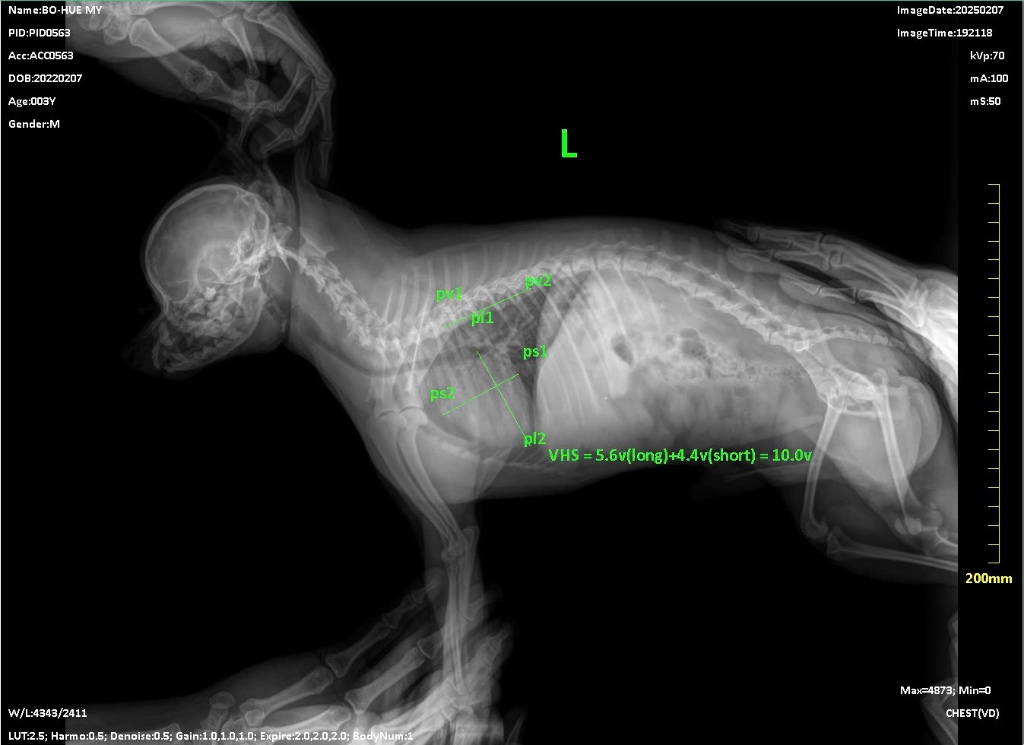 Name:BO-HUE MY
PID:PID0563
Acc:ACC0563
DOB:20220207
Age:003Y
Gender:M
ImageDate:20250207
ImageTime:192118
kVp:70
mA:100
mS:50
L
pv1
pv2
pl1
ps1
ps2
pl2
VHS = 5.6v(long)+4.4v(short) = 10.0v
200mm
Max=4873; Min=0
W/L:4343/2411
CHEST(VD)
LUT:2.5; Harmo:0.5; Denoise:0.5; Gain:1.0,1.0,1.0; Expire:2.0,2.0,2.0; BodyNum:1